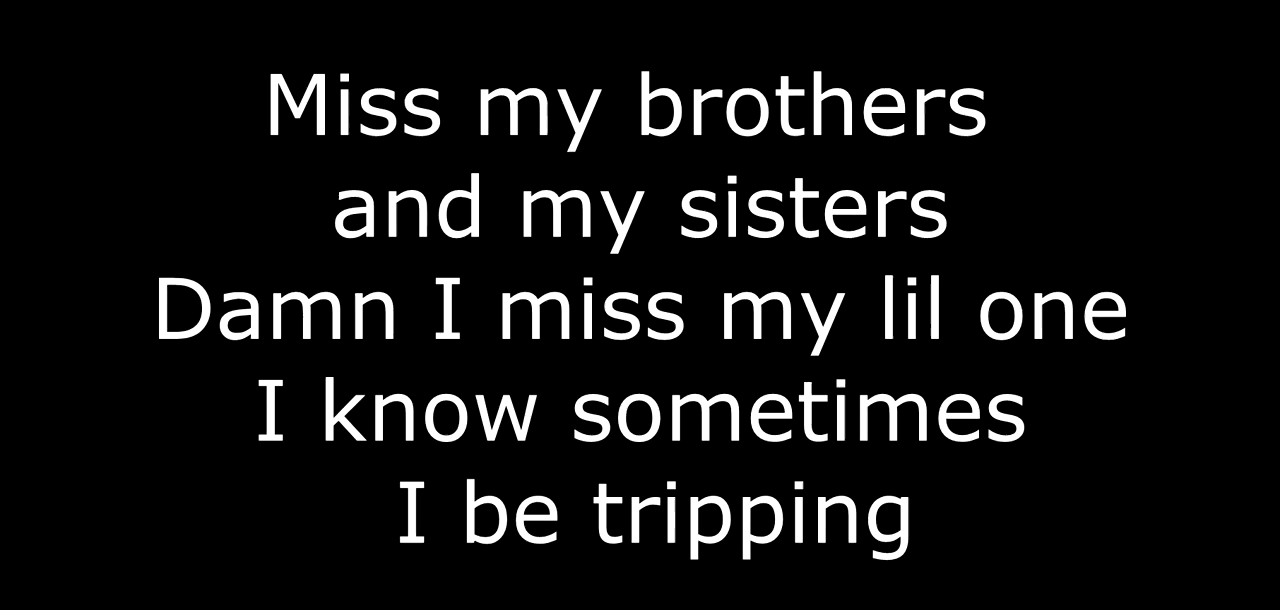 Miss my brothers
and my sisters
Damn I miss my lil one
I know sometimes
I be tripping